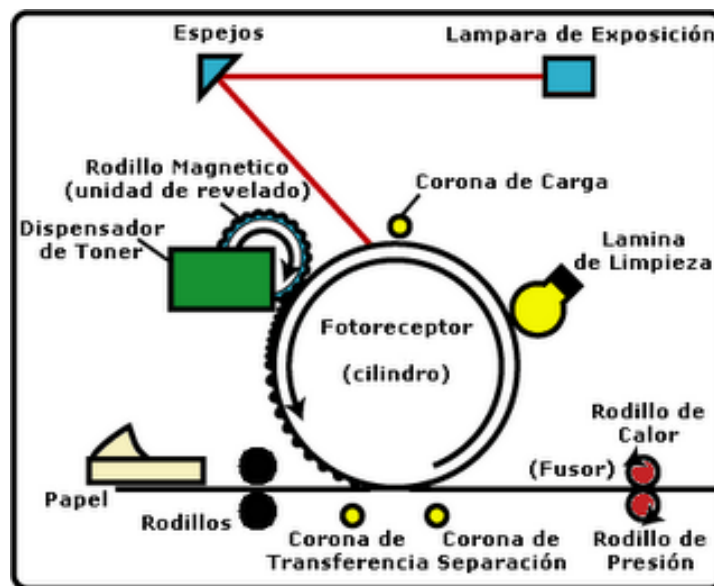 Espejos
Lampara de Exposición
Rodillo Magnetico
(unidad de revelado)
Corona de Carga
Dispensador
de Toner
Lamina
de Limpieza
Fotoreceptor
(cilindro)
Rodillo de
Calor
(Fusor)
Papel
Rodillos
Corona de
Transferencia
Corona de
Separación
Rodillo de
Presión